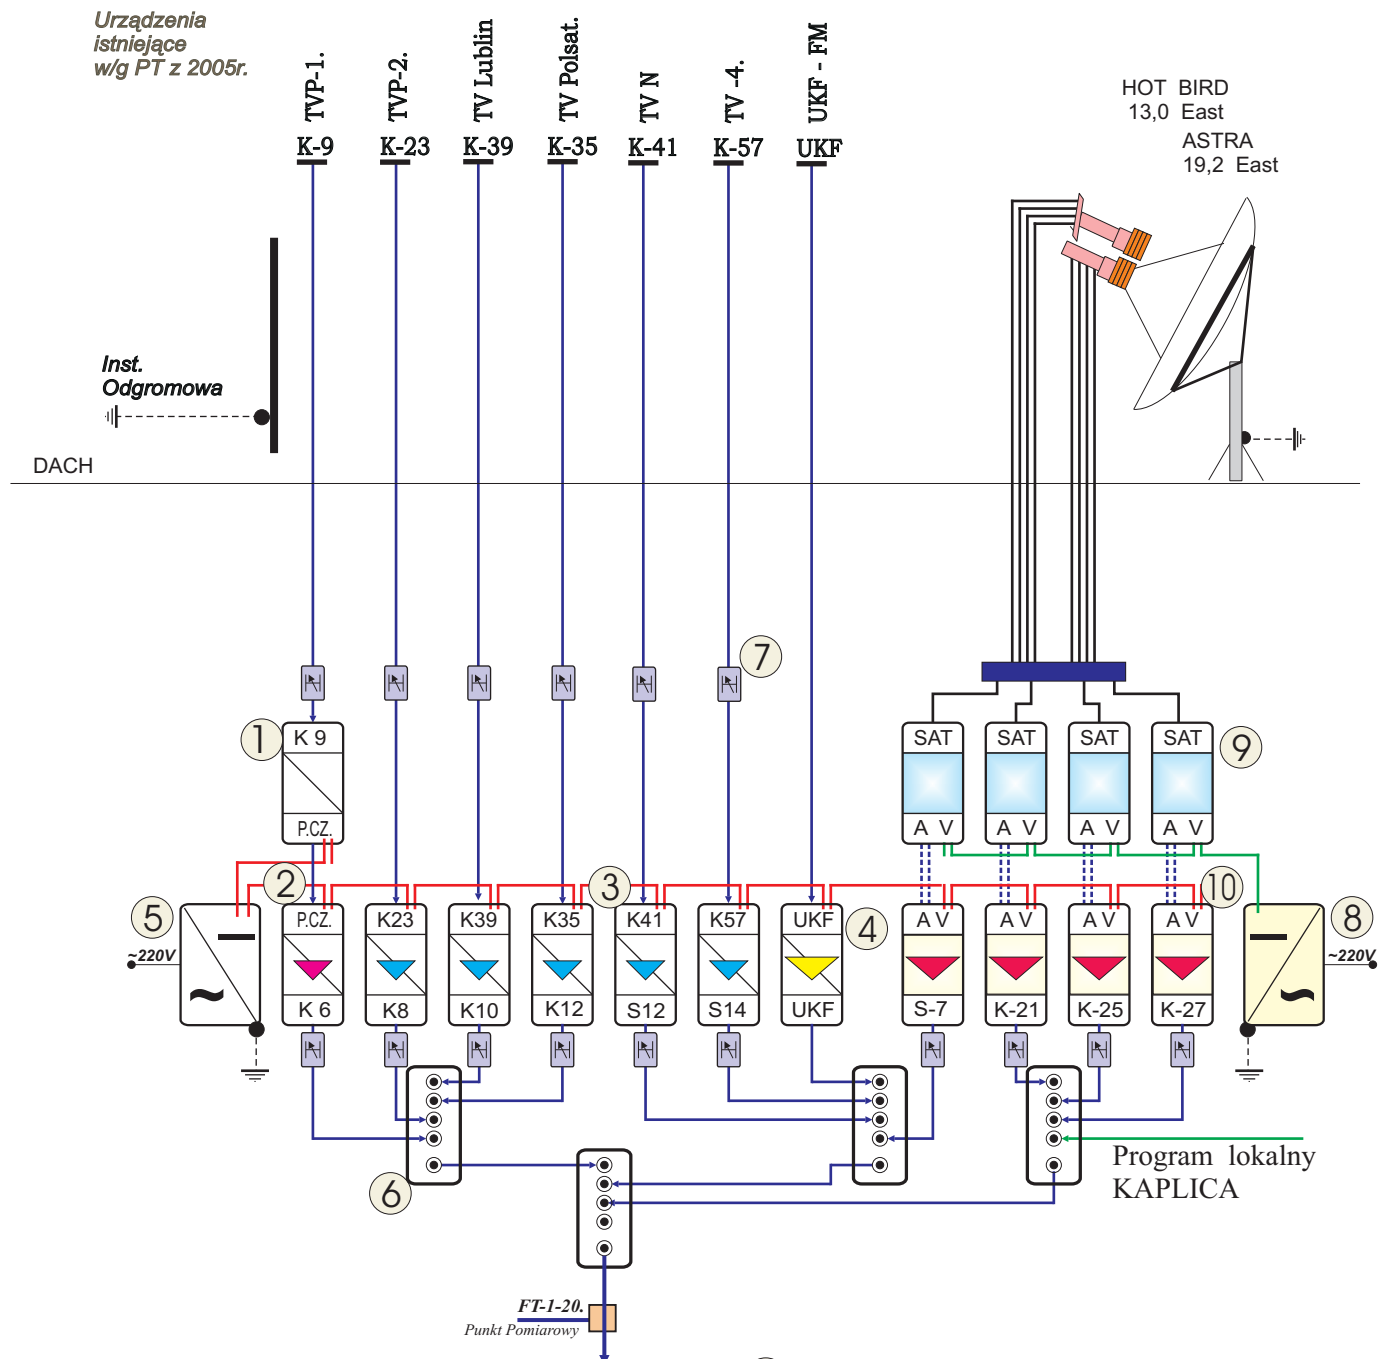 Urządzenia
istniejące
w/g PT z 2005r.
TVP-1.
TVP-2.
TV Lublin
TV Polsat.
TV N
TV -4.
UKF - FM
K-9
K-23
K-39
K-35
K-41
K-57
UKF
HOT BIRD
13,0 East
ASTRA
19,2 East
Inst.
Odgromowa
DACH
7
1
K 9
P.CZ.
SAT
SAT
SAT
SAT
9
A V
A V
A V
A V
2
3
10
5
~220V
~
P.CZ.
K23
K39
K35
K41
K57
UKF
4
A V
A V
A V
A V
8
~220V
~
K 6
K8
K10
K12
S12
S14
UKF
S-7
K-21
K-25
K-27
6
Program lokalny
KAPLICA
FT-1-20.
Punkt Pomiarowy